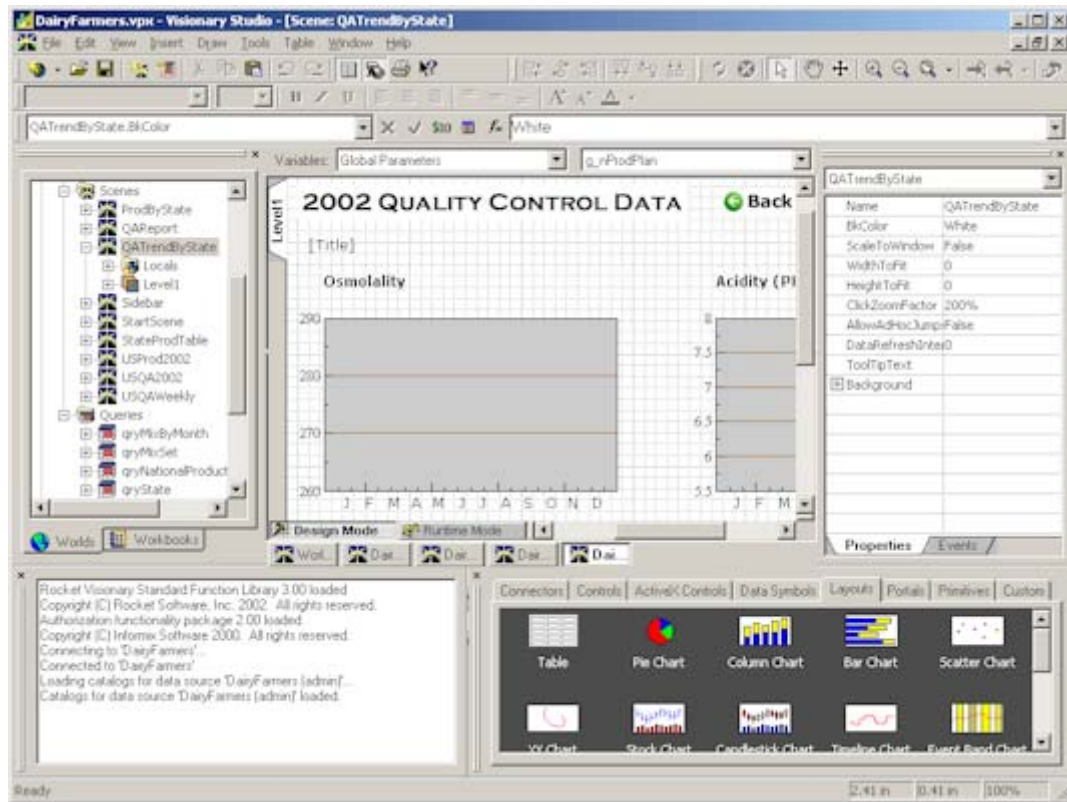 DairyFarmers.vpx - Visionary Studio - [Scene: QATrendByState]
File Edit View Insert Draw Tools Table Window Help
QATrendByState.BkColor
White
Variables: Global Parameters
g_nProdPlan
Scenes
ProdByState
QAReport
QATrendByState
Locals
Level1
Sidebar
StartScene
StateProdTable
USProd2002
USQA2002
USQAWeekly
Queries
qryMixByMonth
qryMixSet
qryNationalProduct
qryState
Worlds Workbooks
Level1
2002 QUALITY CONTROL DATA
Back
[Title]
Osmolality
290
280
270
260
J F M A M J J A S O N D
Acidity (PH
8
7.5
7
6.5
6
5.5
J F M
Design Mode Runtime Mode
Worl... Dair... Dair... Dair... Dai...
QATrendByState
Name QATrendByState
BkColor White
ScaleToWindow False
WidthToFit 0
HeightToFit 0
ClickZoomFactor 200%
AllowAdHocJump False
DataRefreshInter 0
ToolTipText
Background
Properties Events
Rocket Visionary Standard Function Library 3.00 loaded
Copyright (C) Rocket Software, Inc. 2002. All rights reserved.
Authorization functionality package 2.00 loaded.
Copyright (C) Informix Software 2000. All rights reserved.
Connecting to 'DairyFarmers'...
Connected to 'DairyFarmers'
Loading catalogs for data source 'DairyFarmers (admin)'...
Catalogs for data source 'DairyFarmers (admin)' loaded.
Connectors Controls ActiveX Controls Data Symbols Layouts Portals Primitives Custom
Table Pie Chart Column Chart Bar Chart Scatter Chart
XY Chart Stock Chart Candlestick Chart Timeline Chart Event Band Chart
Ready
2.41 in 0.41 in 100%